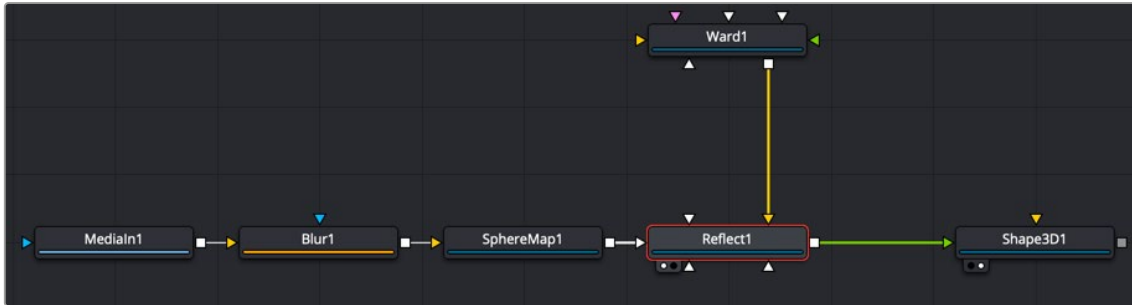 Ward1
MediaIn1
Blur1
SphereMap1
Reflect1
Shape3D1